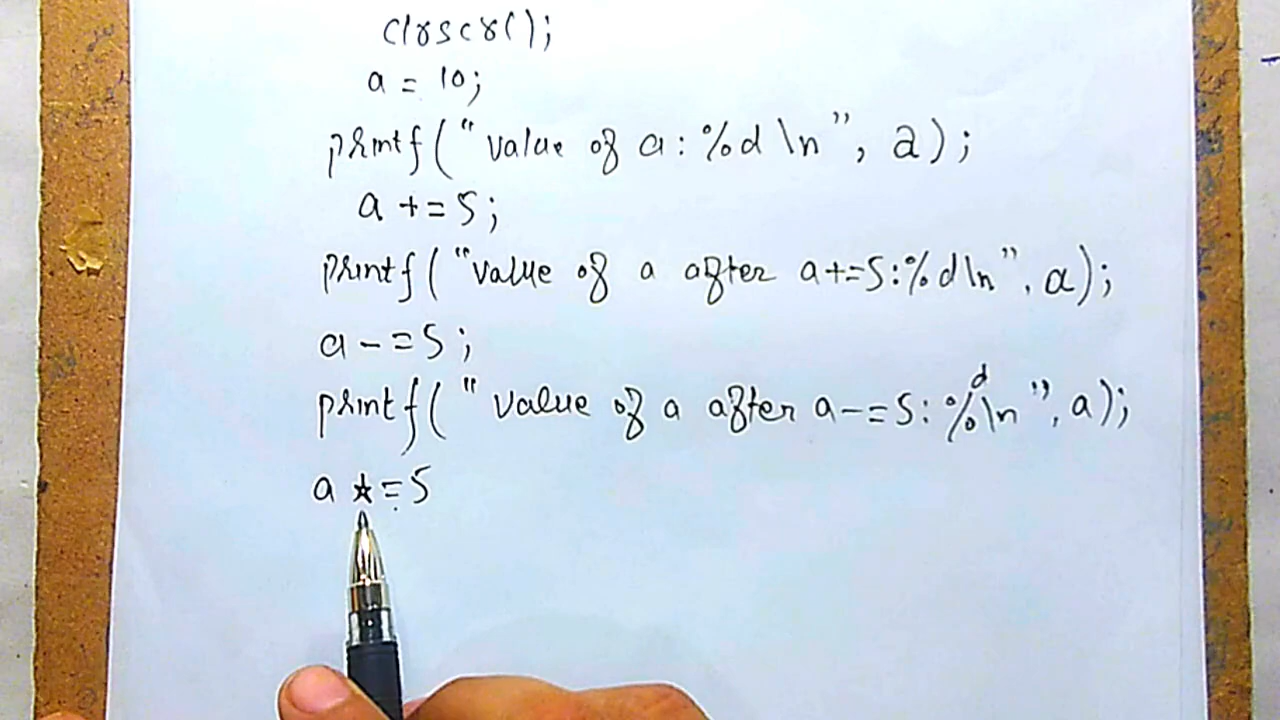 clrscr();
a = 10;
printf("value of a: %d \n", a);
a += 5;
printf("value of a after a+=5:%d\n", a);
a -= 5;
printf("value of a after a-=5: %d\n", a);
a *= 5